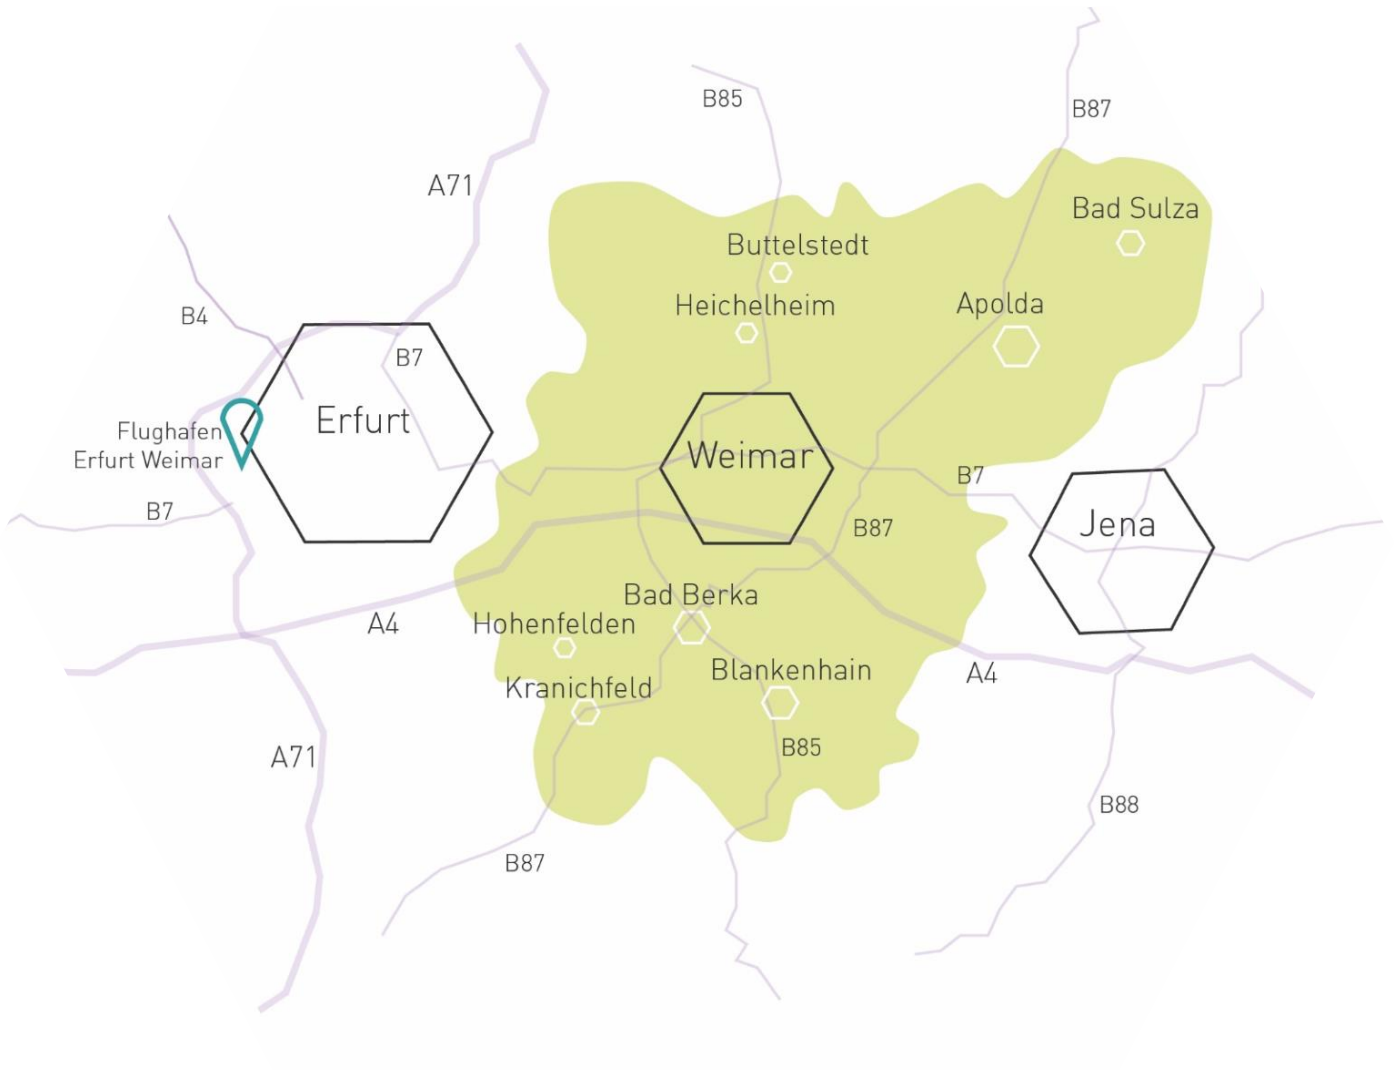 B85
B87
A71
Bad Sulza
Buttelstedt
Heichelheim
Apolda
B4
B7
Erfurt
Flughafen
Erfurt Weimar
Weimar
B7
B7
Jena
B87
Bad Berka
A4
Hohenfelden
Blankenhain
A4
Kranichfeld
B85
A71
B88
B87